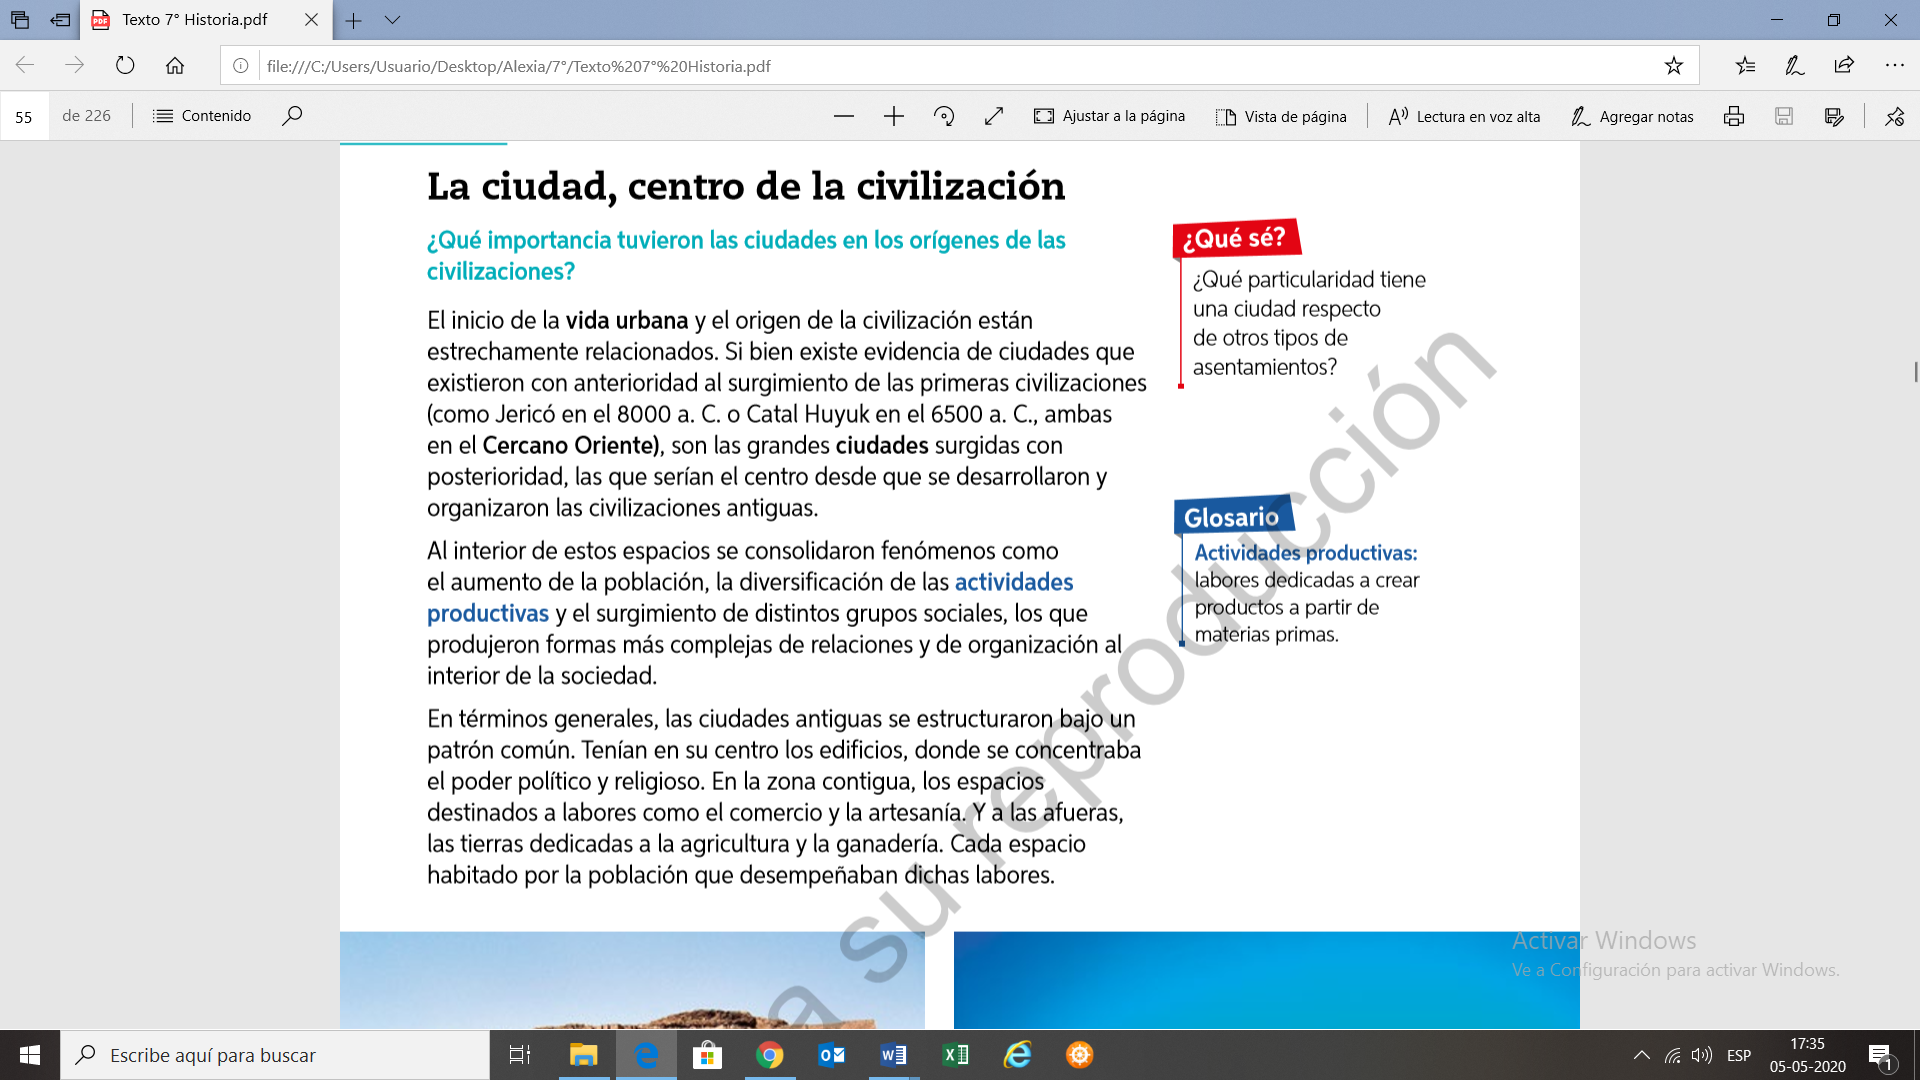 Texto 7° Historia.pdf
file:///C:/Users/Usuario/Desktop/Alexia/7°/Texto%207°%20Historia.pdf
55 de 226 Contenido Ajustar a la página Vista de página Lectura en voz alta Agregar notas
La ciudad, centro de la civilización
¿Qué importancia tuvieron las ciudades en los orígenes de las
civilizaciones?
El inicio de la vida urbana y el origen de la civilización están
estrechamente relacionados. Si bien existe evidencia de ciudades que
existieron con anterioridad al surgimiento de las primeras civilizaciones
(como Jericó en el 8000 a. C. o Catal Huyuk en el 6500 a. C., ambas
en el Cercano Oriente), son las grandes ciudades surgidas con
posterioridad, las que serían el centro desde que se desarrollaron y
organizaron las civilizaciones antiguas.
Al interior de estos espacios se consolidaron fenómenos como
el aumento de la población, la diversificación de las actividades
productivas y el surgimiento de distintos grupos sociales, los que
produjeron formas más complejas de relaciones y de organización al
interior de la sociedad.
En términos generales, las ciudades antiguas se estructuraron bajo un
patrón común. Tenían en su centro los edificios, donde se concentraba
el poder político y religioso. En la zona contigua, los espacios
destinados a labores como el comercio y la artesanía. Y a las afueras,
las tierras dedicadas a la agricultura y la ganadería. Cada espacio
habitado por la población que desempeñaban dichas labores.
¿Qué sé?
¿Qué particularidad tiene
una ciudad respecto
de otros tipos de
asentamientos?
Glosario
Actividades productivas:
labores dedicadas a crear
productos a partir de
materias primas.
a su reproducción
Activar Windows
Ve a Configuración para activar Windows.
Escribe aquí para buscar
ESP
17:35
05-05-2020
1